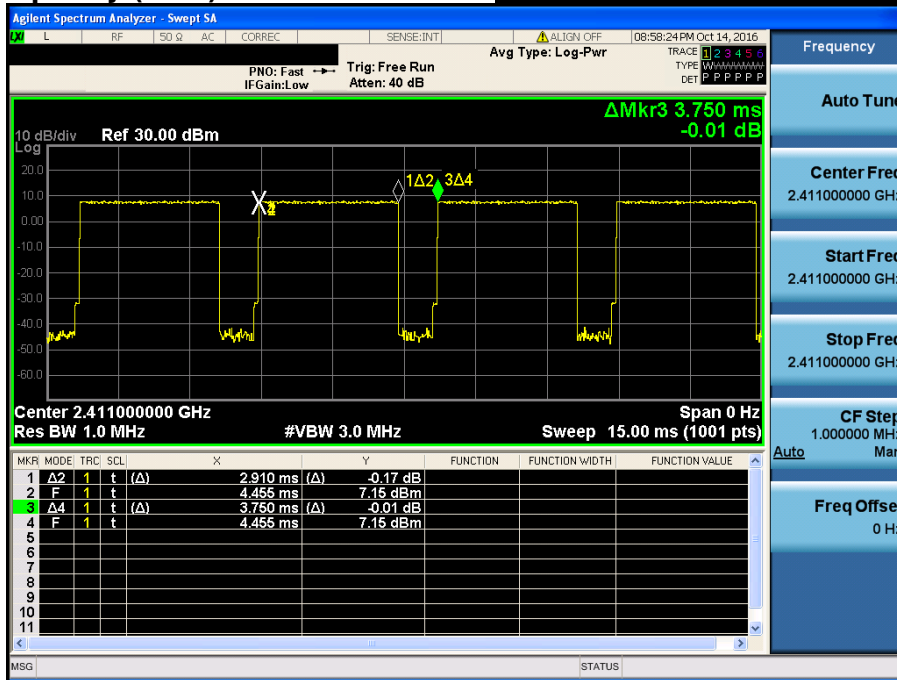 Agilent Spectrum Analyzer - Swept SA
LXI L RF 50 Ω AC CORREC SENSE:INT ALIGN OFF 08:58:24 PM Oct 14, 2016
Frequency
Avg Type: Log-Pwr
TRACE 1 2 3 4 5 6
PNO: Fast Trig: Free Run
TYPE WWWWWW
IFGain:Low Atten: 40 dB
DET P P P P P P
Auto Tune
ΔMkr3 3.750 ms
-0.01 dB
10 dB/div Ref 30.00 dBm
Log
20.0
10.0
0.00
-10.0
-20.0
-30.0
-40.0
-50.0
-60.0
1Δ2 3Δ4
Center Freq
2.411000000 GHz
Start Freq
2.411000000 GHz
Stop Freq
2.411000000 GHz
CF Step
1.000000 MHz
Auto Man
Freq Offset
0 Hz
Center 2.411000000 GHz Span 0 Hz
Res BW 1.0 MHz #VBW 3.0 MHz Sweep 15.00 ms (1001 pts)
MKR MODE TRC SCL X Y FUNCTION FUNCTION WIDTH FUNCTION VALUE
1 Δ2 1 t (Δ) 2.910 ms (Δ) -0.17 dB
2 F 1 t 4.455 ms 7.15 dBm
3 Δ4 1 t (Δ) 3.750 ms (Δ) -0.01 dB
4 F 1 t 4.455 ms 7.15 dBm
5
6
7
8
9
10
11
MSG STATUS